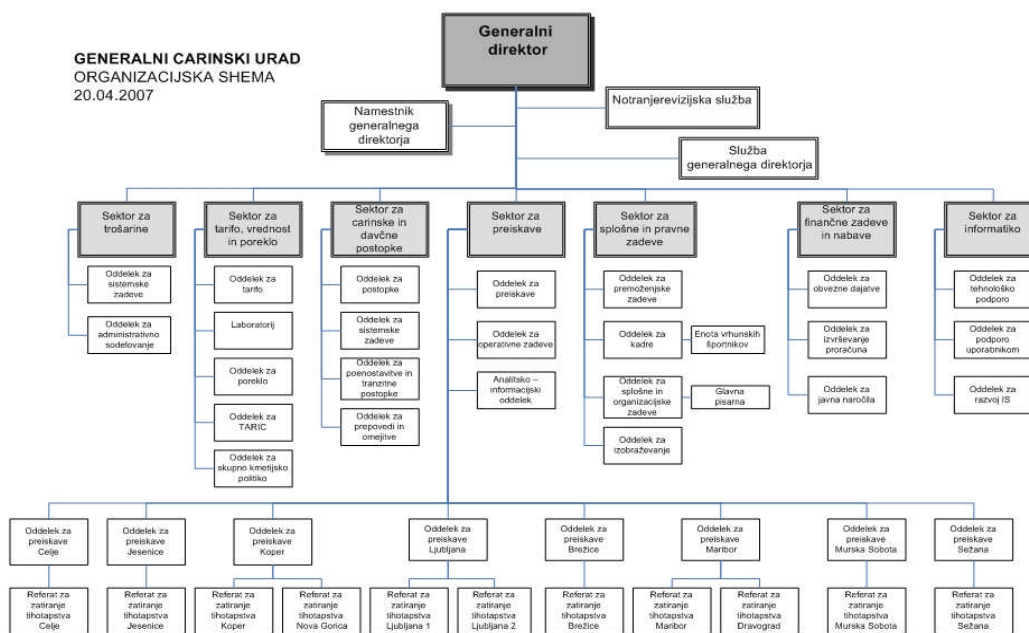 Generalni
direktor
GENERALNI CARINSKI URAD
ORGANIZACIJSKA SHEMA
20.04.2007
Namestnik
generalnega
direktorja
Notranjerevizijska služba
Služba
generalnega direktorja
Sektor za
trošarine
Sektor za
tarifo, vrednost
in poreklo
Sektor za
carinske in
davčne
postopke
Sektor za
preiskave
Sektor za
splošne in pravne
zadeve
Sektor za
finančne zadeve
in nabave
Sektor za
informatiko
Oddelek za
sistemske
zadeve
Oddelek za
administrativno
sodelovanje
Oddelek za
tarifo
Laboratorij
Oddelek za
poreklo
Oddelek za
TARIC
Oddelek za
skupno kmetijsko
politiko
Oddelek za
postopke
Oddelek za
sistemske
zadeve
Oddelek za
poenostavitve in
tranzitne
postopke
Oddelek za
prepovedi in
omejitve
Oddelek za
preiskave
Oddelek za
operativne zadeve
Analitsko –
informacijski
oddelek
Oddelek za
premoženjske
zadeve
Oddelek za
kadre
Enota vrhunskih
športnikov
Oddelek za
splošne in
organizacijske
zadeve
Glavna
pisarna
Oddelek za
izobraževanje
Oddelek za
obvezne dajatve
Oddelek za
izvrševanje
proračuna
Oddelek za
javna naročila
Oddelek za
tehnološko
podporo
Oddelek za
podporo
uporabnikom
Oddelek za
razvoj IS
Oddelek za
preiskave
Celje
Oddelek za
preiskave
Jesenice
Oddelek za
preiskave
Koper
Oddelek za
preiskave
Ljubljana
Oddelek za
preiskave
Brežice
Oddelek za
preiskave
Maribor
Oddelek za
preiskave
Murska Sobota
Oddelek za
preiskave
Sežana
Referat za
zatiranje
tihotapstva
Celje
Referat za
zatiranje
tihotapstva
Jesenice
Referat za
zatiranje
tihotapstva
Koper
Referat za
zatiranje
tihotapstva
Nova Gorica
Referat za
zatiranje
tihotapstva
Ljubljana 1
Referat za
zatiranje
tihotapstva
Ljubljana 2
Referat za
zatiranje
tihotapstva
Brežice
Referat za
zatiranje
tihotapstva
Maribor
Referat za
zatiranje
tihotapstva
Dravograd
Referat za
zatiranje
tihotapstva
Murska Sobota
Referat za
zatiranje
tihotapstva
Sežana